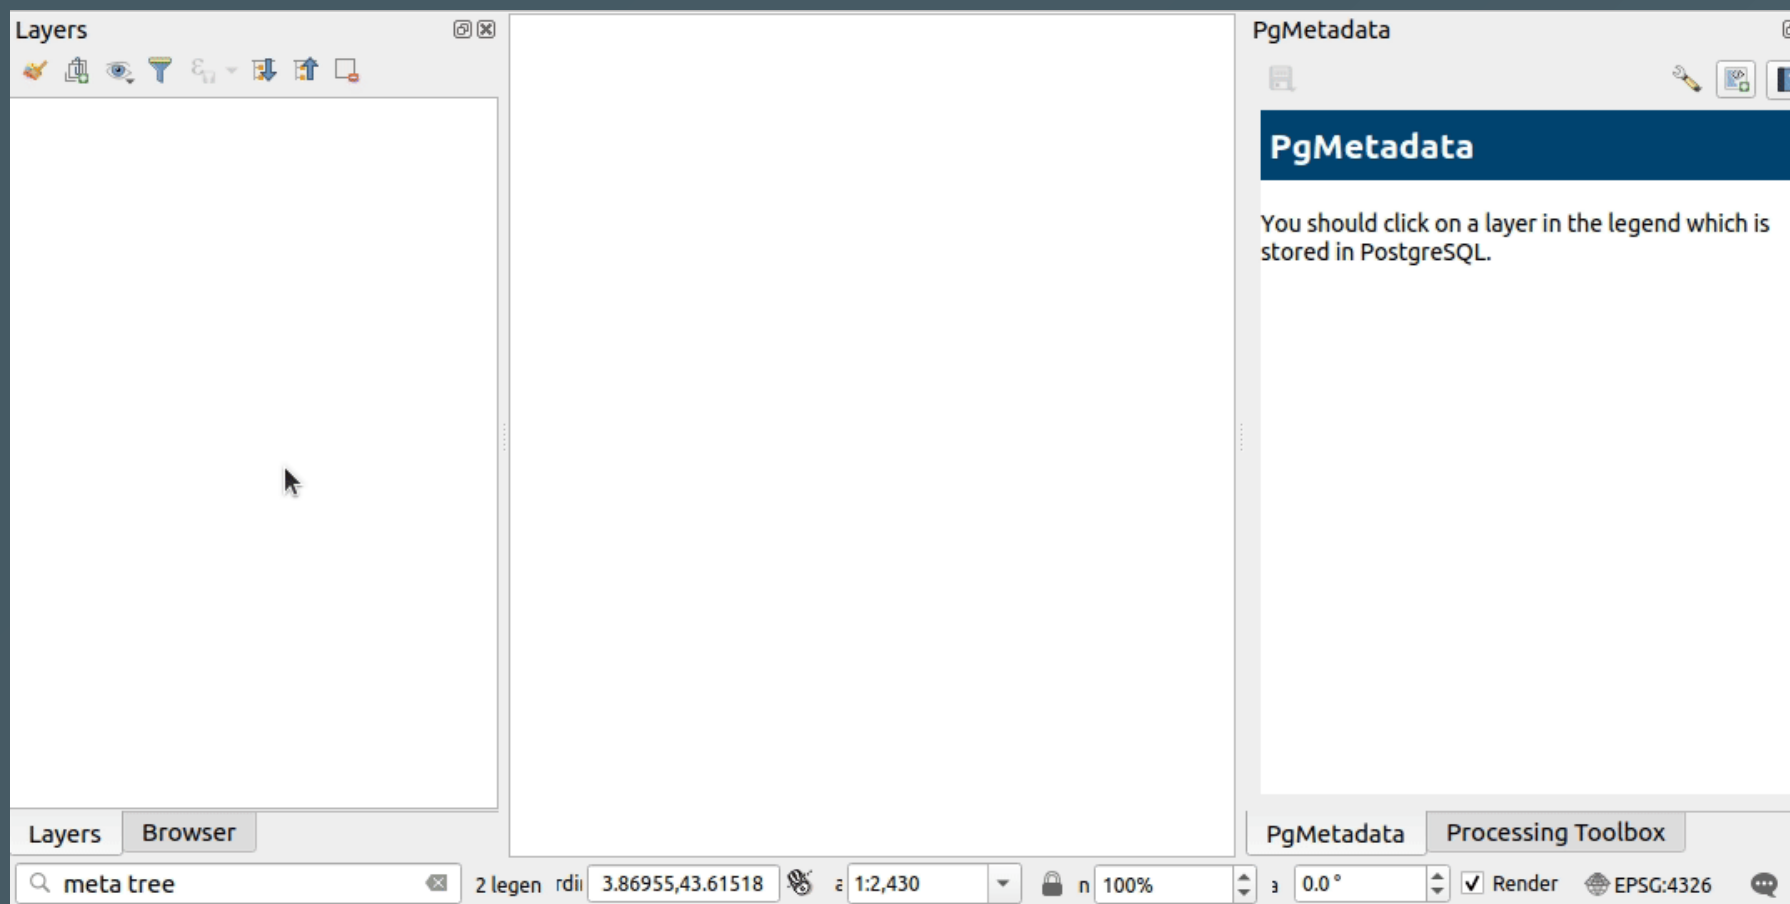 Layers
PgMetadata
PgMetadata
You should click on a layer in the legend which is
stored in PostgreSQL.
Layers
Browser
PgMetadata
Processing Toolbox
meta tree
2 legen
rdii
3.86955,43.61518
1:2,430
n
100%
0.0 °
Render
EPSG:4326